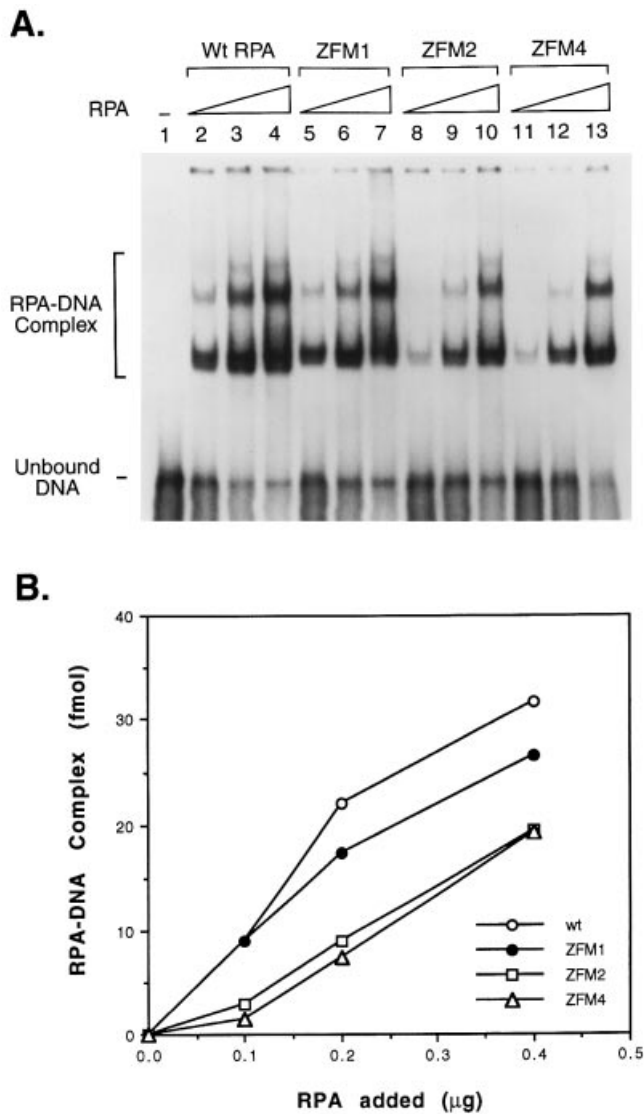 A.
Wt RPA ZFM1 ZFM2 ZFM4
RPA –
1 2 3 4 5 6 7 8 9 10 11 12 13
RPA-DNA
Complex
Unbound
DNA
B.
40
30
20
10
0
RPA-DNA Complex (fmol)
wt
ZFM1
ZFM2
ZFM4
0.0 0.1 0.2 0.3 0.4 0.5
RPA added (μg)